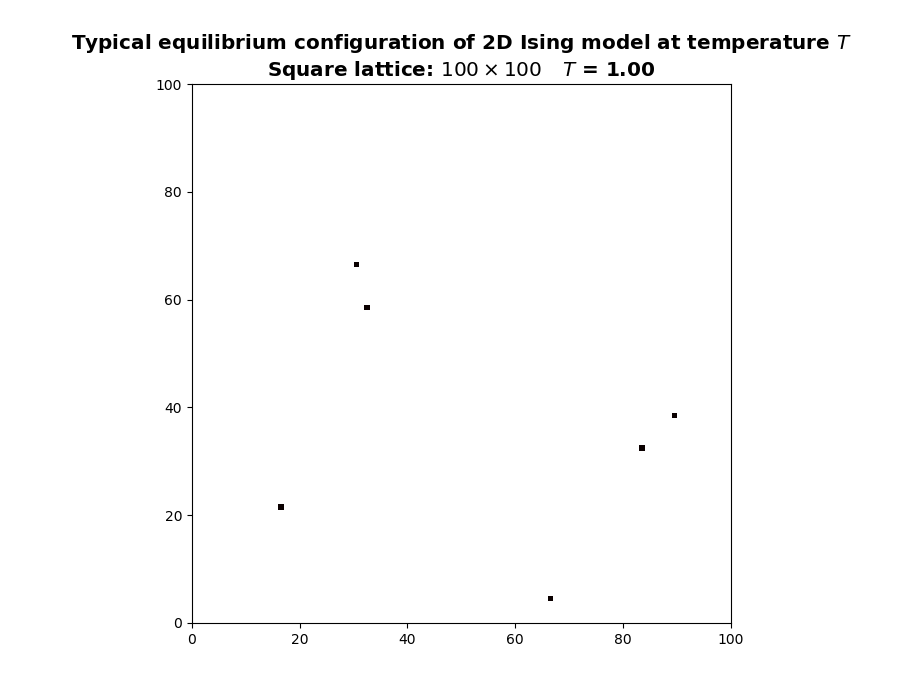 Typical equilibrium configuration of 2D Ising model at temperature T
Square lattice: 100 × 100 T = 1.00
100
80
60
40
20
0
0 20 40 60 80 100